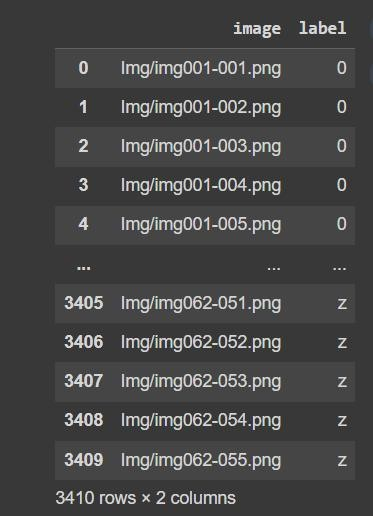 image label
0 Img/img001-001.png 0
1 Img/img001-002.png 0
2 Img/img001-003.png 0
3 Img/img001-004.png 0
4 Img/img001-005.png 0
... ... ...
3405 Img/img062-051.png z
3406 Img/img062-052.png z
3407 Img/img062-053.png z
3408 Img/img062-054.png z
3409 Img/img062-055.png z
3410 rows × 2 columns